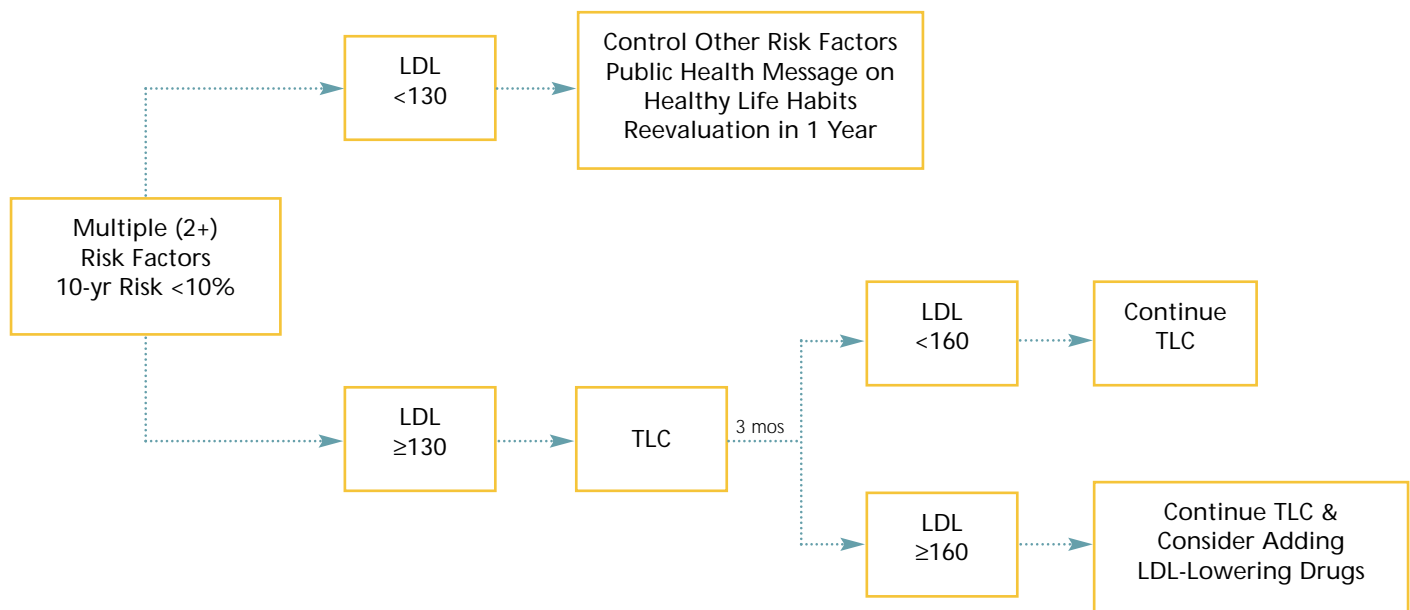 LDL
<130
Control Other Risk Factors
Public Health Message on
Healthy Life Habits
Reevaluation in 1 Year
Multiple (2+)
Risk Factors
10-yr Risk <10%
LDL
≥130
TLC
3 mos
LDL
<160
Continue
TLC
LDL
≥160
Continue TLC &
Consider Adding
LDL-Lowering Drugs